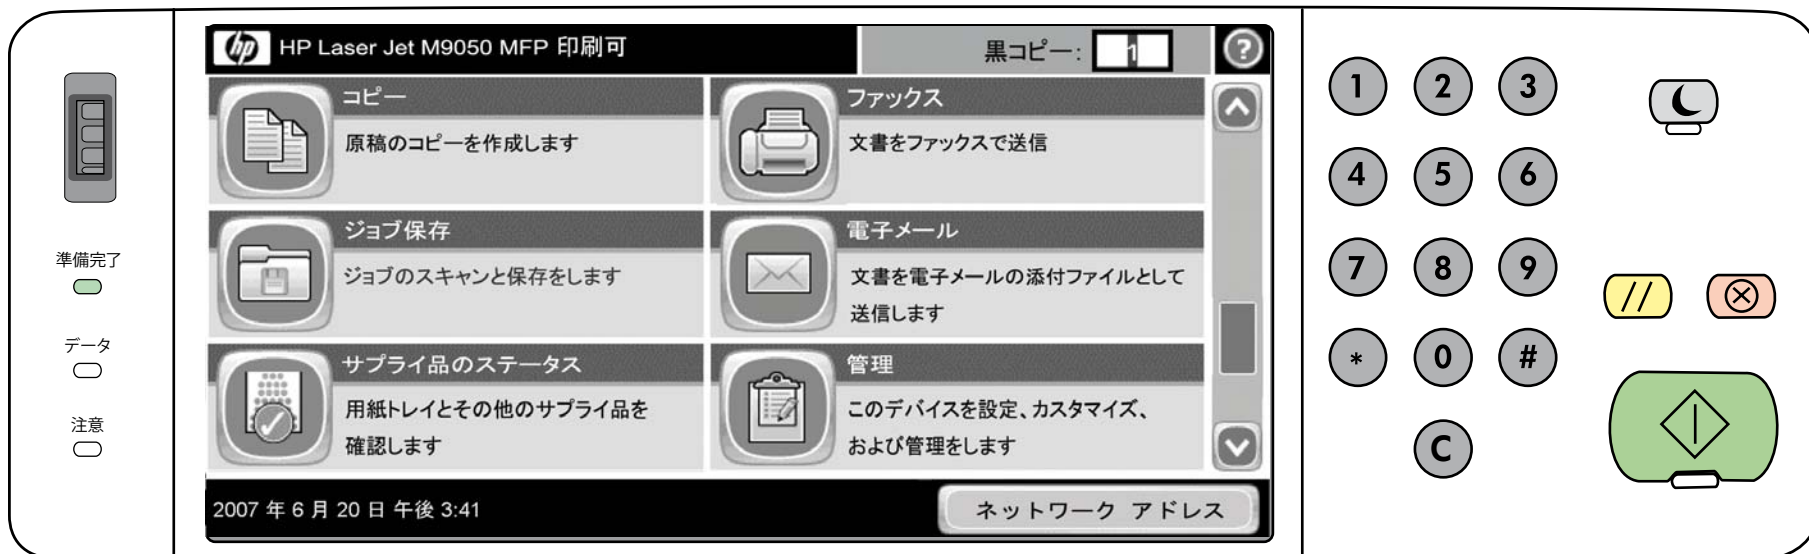 hp HP Laser Jet M9050 MFP 印刷可 黒コピー: 1 ?
コピー
原稿のコピーを作成します
ファックス
文書をファックスで送信
ジョブ保存
ジョブのスキャンと保存をします
電子メール
文書を電子メールの添付ファイルとして
送信します
サプライ品のステータス
用紙トレイとその他のサプライ品を
確認します
管理
このデバイスを設定、カスタマイズ、
および管理をします
2007 年 6 月 20 日 午後 3:41
ネットワーク アドレス
準備完了
データ
注意
1 2 3
4 5 6
7 8 9
* 0 #
C